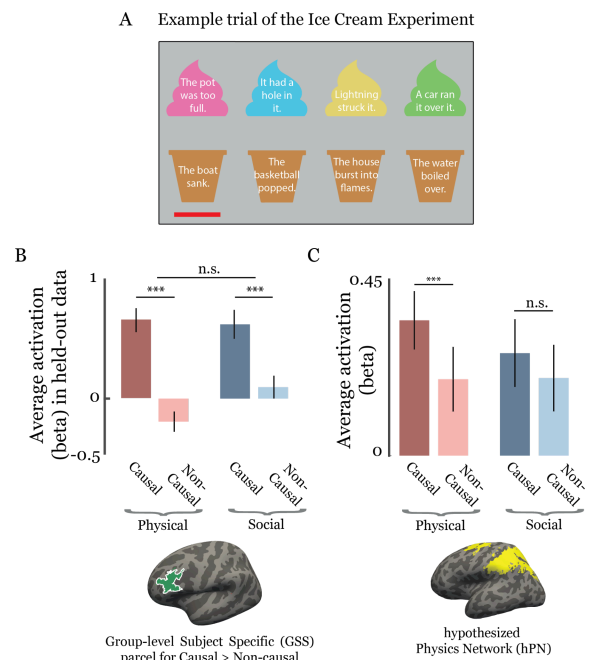 A Example trial of the Ice Cream Experiment
The pot
was too
full.
It had a
hole in
it.
Lightning
struck it.
A car ran
it over it.
The boat
sank.
The
basketball
popped.
The house
burst into
flames.
The water
boiled
over.
B
Average activation
(beta) in held-out data
1
0
-0.5
n.s.
***
***
Causal
Non-
Causal
Causal
Non-
Causal
Physical
Social
Group-level Subject Specific (GSS)
parcel for Causal > Non-causal
C
Average activation
(beta)
0.45
0
***
n.s.
Causal
Non-
Causal
Causal
Non-
Causal
Physical
Social
hypothesized
Physics Network (hPN)